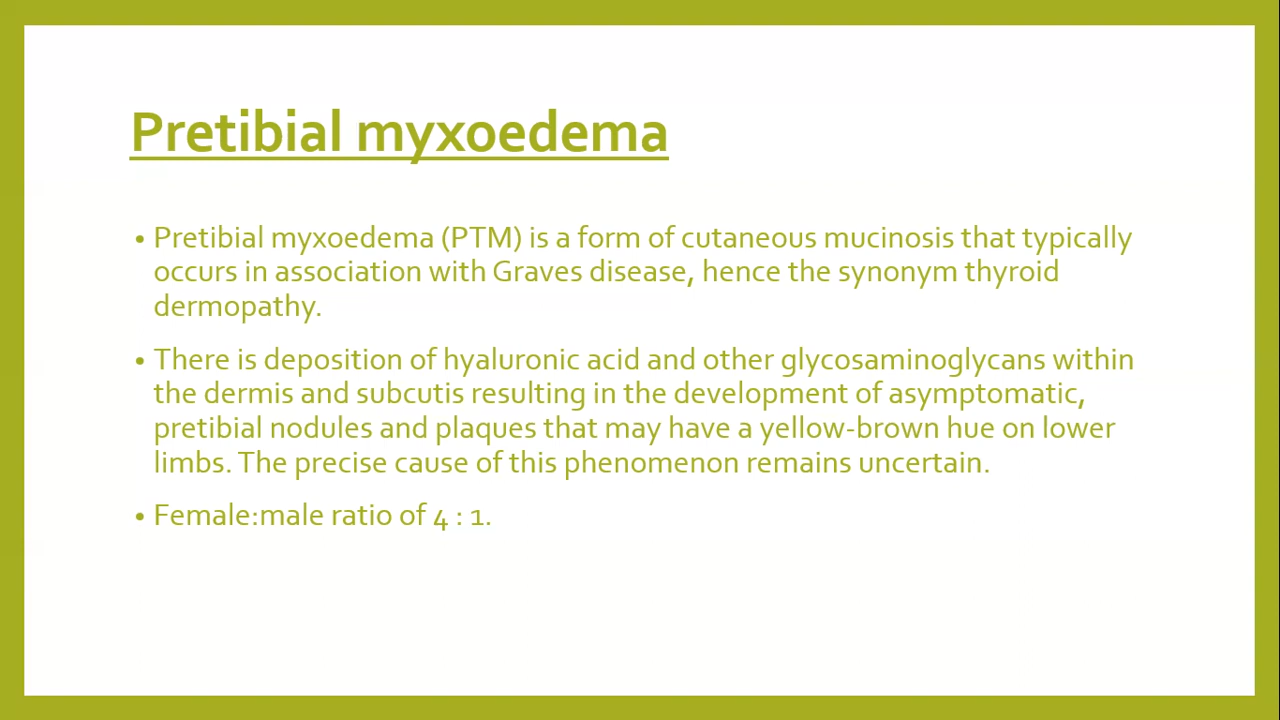 Pretibial myxoedema
• Pretibial myxoedema (PTM) is a form of cutaneous mucinosis that typically
occurs in association with Graves disease, hence the synonym thyroid
dermopathy.
• There is deposition of hyaluronic acid and other glycosaminoglycans within
the dermis and subcutis resulting in the development of asymptomatic,
pretibial nodules and plaques that may have a yellow-brown hue on lower
limbs. The precise cause of this phenomenon remains uncertain.
• Female:male ratio of 4 : 1.